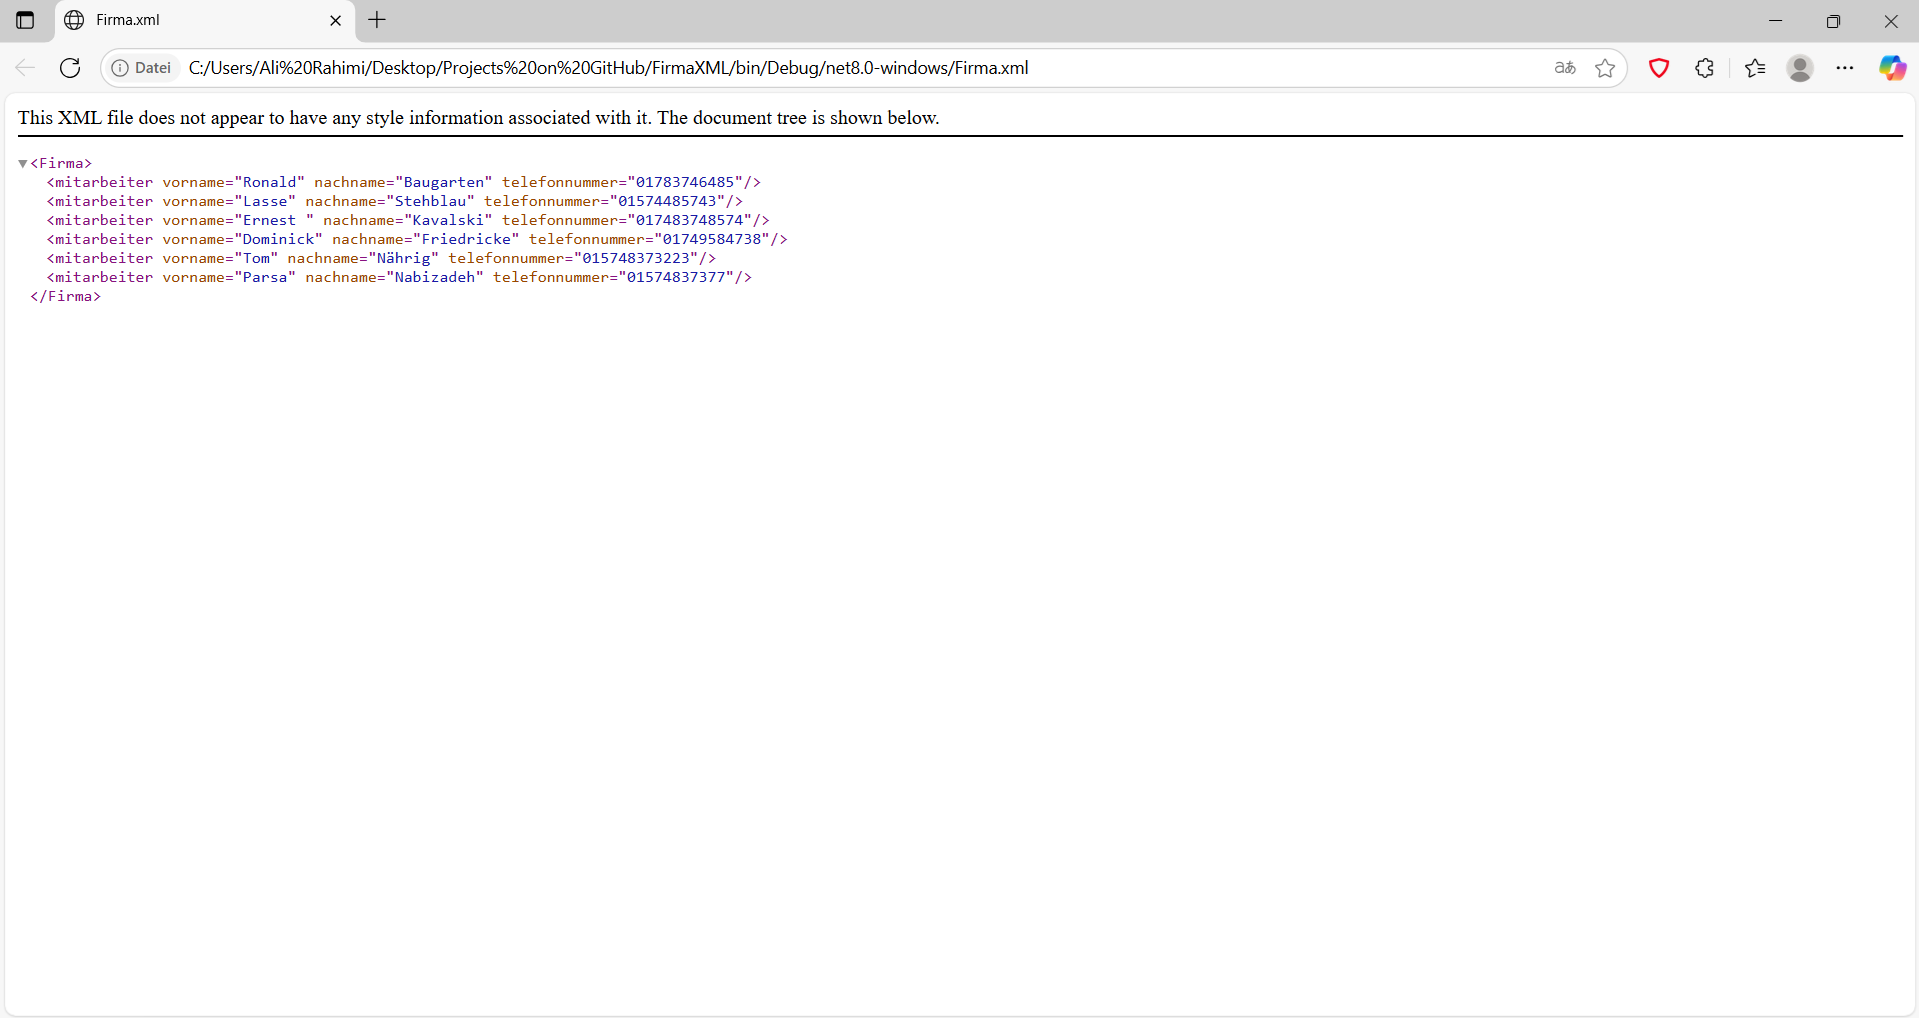 Firma.xml
Datei C:/Users/Ali%20Rahimi/Desktop/Projects%20on%20GitHub/FirmaXML/bin/Debug/net8.0-windows/Firma.xml aあ
This XML file does not appear to have any style information associated with it. The document tree is shown below.
<Firma>
<mitarbeiter vorname="Ronald" nachname="Baugarten" telefonnummer="01783746485"/>
<mitarbeiter vorname="Lasse" nachname="Stehblau" telefonnummer="01574485743"/>
<mitarbeiter vorname="Ernest " nachname="Kavalski" telefonnummer="017483748574"/>
<mitarbeiter vorname="Dominick" nachname="Friedricke" telefonnummer="01749584738"/>
<mitarbeiter vorname="Tom" nachname="Nährig" telefonnummer="015748373223"/>
<mitarbeiter vorname="Parsa" nachname="Nabizadeh" telefonnummer="01574837377"/>
</Firma>